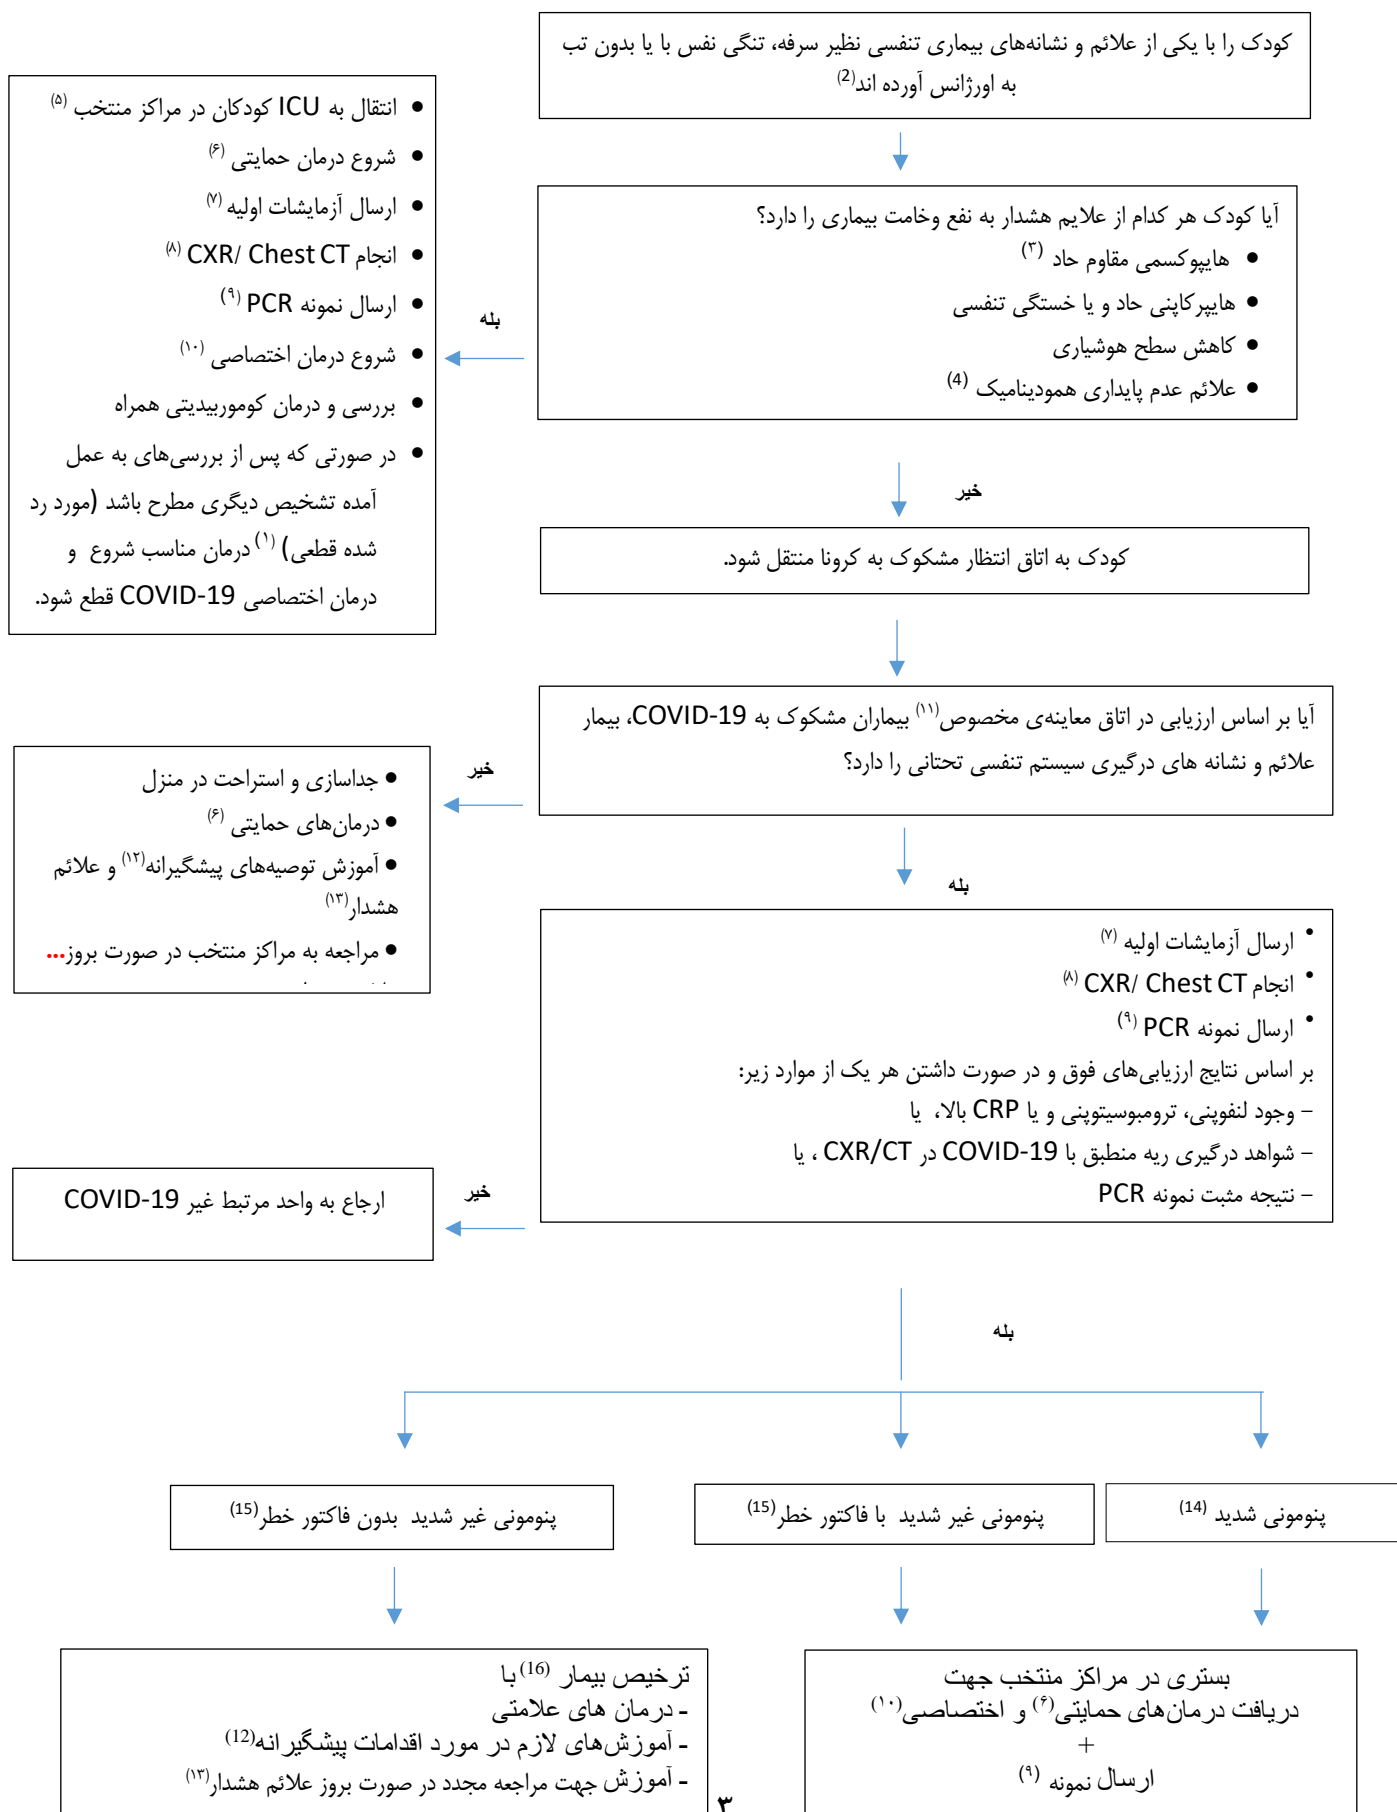 کودک را با یکی از علائم و نشانه‌های بیماری تنفسی نظیر سرفه، تنگی نفس با یا بدون تب
به اورژانس آورده اند(2)
آیا کودک هر کدام از علایم هشدار به نفع وخامت بیماری را دارد؟
● هایپوکسمی مقاوم حاد (۳)
● هایپرکاپنی حاد و یا خستگی تنفسی
● کاهش سطح هوشیاری
● علائم عدم پایداری همودینامیک (4)
بله
● انتقال به ICU کودکان در مراکز منتخب (۵)
● شروع درمان حمایتی (۶)
● ارسال آزمایشات اولیه (۷)
● انجام CXR/ Chest CT (۸)
● ارسال نمونه PCR (۹)
● شروع درمان اختصاصی (۱۰)
● بررسی و درمان کوموربیدیتی همراه
● در صورتی که پس از بررسی‌های به عمل
آمده تشخیص دیگری مطرح باشد (مورد رد
شده قطعی) (۱) درمان مناسب شروع و
درمان اختصاصی COVID-19 قطع شود.
خیر
کودک به اتاق انتظار مشکوک به کرونا منتقل شود.
آیا بر اساس ارزیابی در اتاق معاینه‌ی مخصوص(۱۱) بیماران مشکوک به COVID-19، بیمار
علائم و نشانه های درگیری سیستم تنفسی تحتانی را دارد؟
خیر
● جداسازی و استراحت در منزل
● درمان‌های حمایتی (۶)
● آموزش توصیه‌های پیشگیرانه(۱۲) و علائم
هشدار(۱۳)
● مراجعه به مراکز منتخب در صورت بروز...
بله
• ارسال آزمایشات اولیه (۷)
• انجام CXR/ Chest CT (۸)
• ارسال نمونه PCR (۹)
بر اساس نتایج ارزیابی‌های فوق و در صورت داشتن هر یک از موارد زیر:
– وجود لنفوپنی، ترومبوسیتوپنی و یا CRP بالا، یا
– شواهد درگیری ریه منطبق با COVID-19 در CXR/CT ، یا
– نتیجه مثبت نمونه PCR
خیر
ارجاع به واحد مرتبط غیر COVID-19
بله
پنومونی شدید (14)
پنومونی غیر شدید با فاکتور خطر(15)
پنومونی غیر شدید بدون فاکتور خطر(15)
بستری در مراکز منتخب جهت
دریافت درمان‌های حمایتی(۶) و اختصاصی(۱۰)
+
ارسال نمونه (۹)
ترخیص بیمار (16) با
- درمان های علامتی
- آموزش‌های لازم در مورد اقدامات پیشگیرانه(12)
- آموزش جهت مراجعه مجدد در صورت بروز علائم هشدار(۱۳)
۳